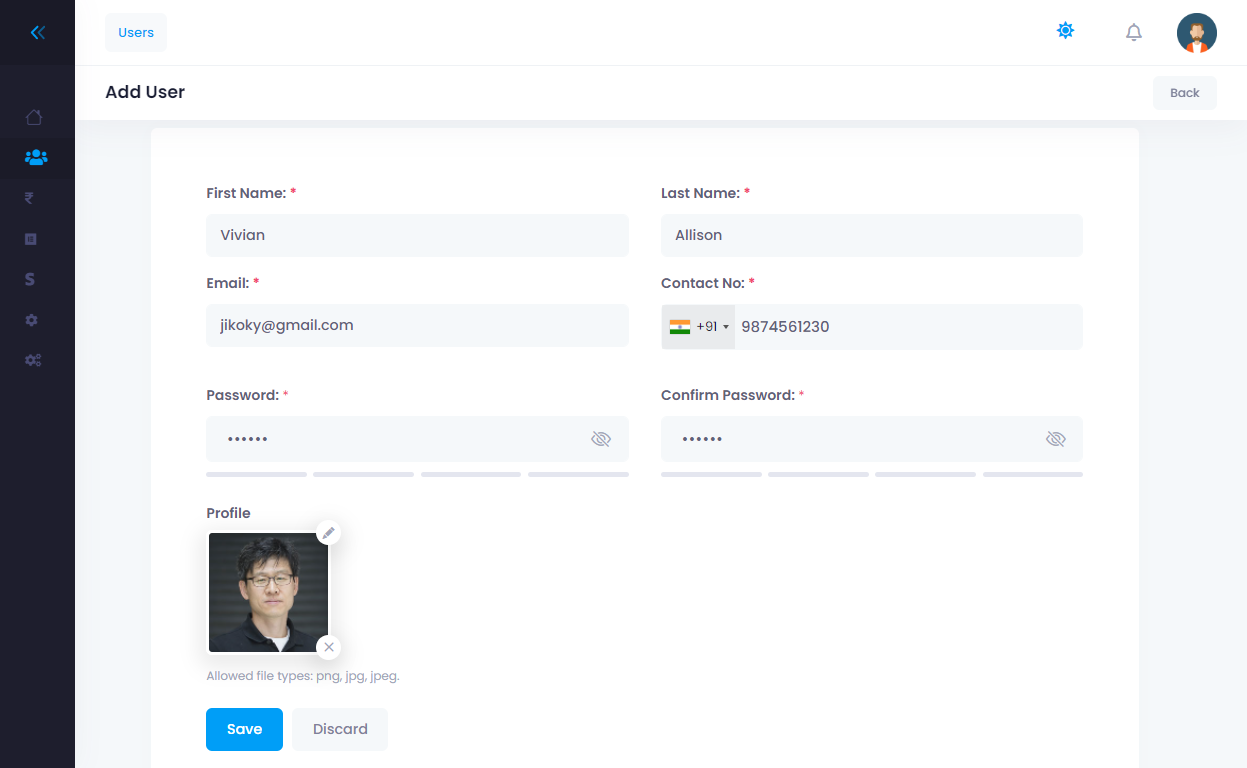 Users
Add User
Back
First Name: *
Last Name: *
Vivian
Allison
Email: *
Contact No: *
jikoky@gmail.com
+91
9874561230
Password: *
Confirm Password: *
••••••
••••••
Profile
Allowed file types: png, jpg, jpeg.
Save
Discard